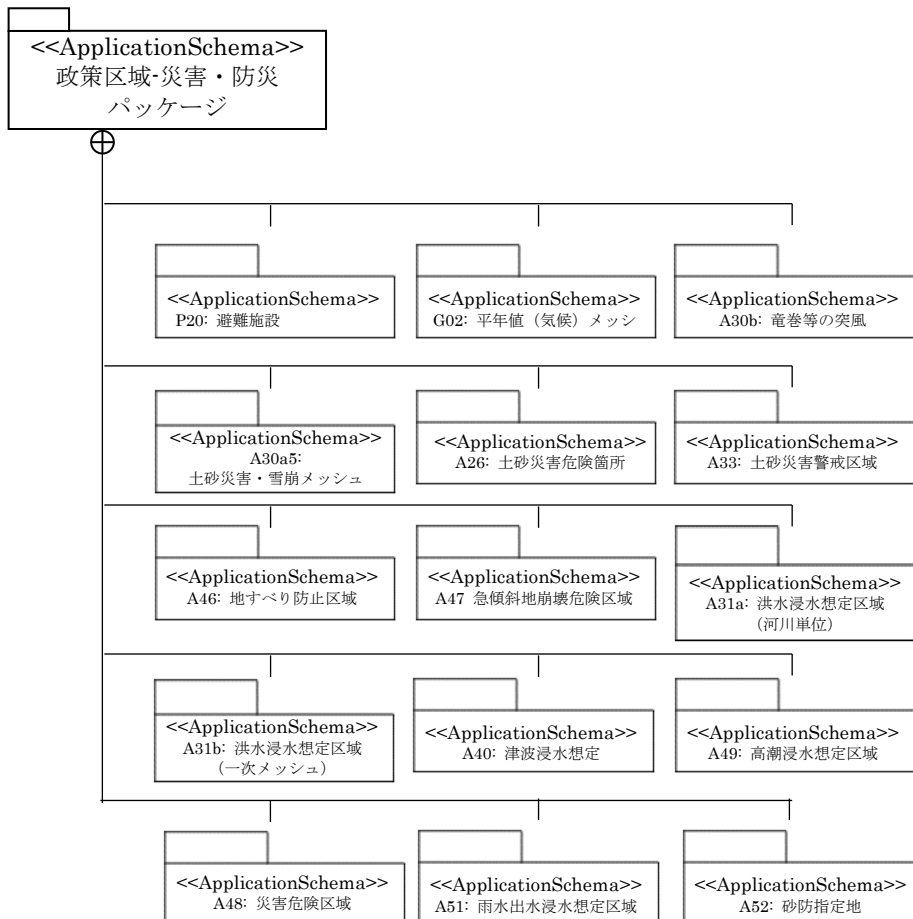 <<ApplicationSchema>>
政策区域-災害・防災
パッケージ
<<ApplicationSchema>>
P20: 避難施設
<<ApplicationSchema>>
G02: 平年値（気候）メッシ
<<ApplicationSchema>>
A30b: 竜巻等の突風
<<ApplicationSchema>>
A30a5:
土砂災害・雪崩メッシュ
<<ApplicationSchema>>
A26: 土砂災害危険箇所
<<ApplicationSchema>>
A33: 土砂災害警戒区域
<<ApplicationSchema>>
A46: 地すべり防止区域
<<ApplicationSchema>>
A47 急傾斜地崩壊危険区域
<<ApplicationSchema>>
A31a: 洪水浸水想定区域
（河川単位）
<<ApplicationSchema>>
A31b: 洪水浸水想定区域
（一次メッシュ）
<<ApplicationSchema>>
A40: 津波浸水想定
<<ApplicationSchema>>
A49: 高潮浸水想定区域
<<ApplicationSchema>>
A48: 災害危険区域
<<ApplicationSchema>>
A51: 雨水出水浸水想定区域
<<ApplicationSchema>>
A52: 砂防指定地